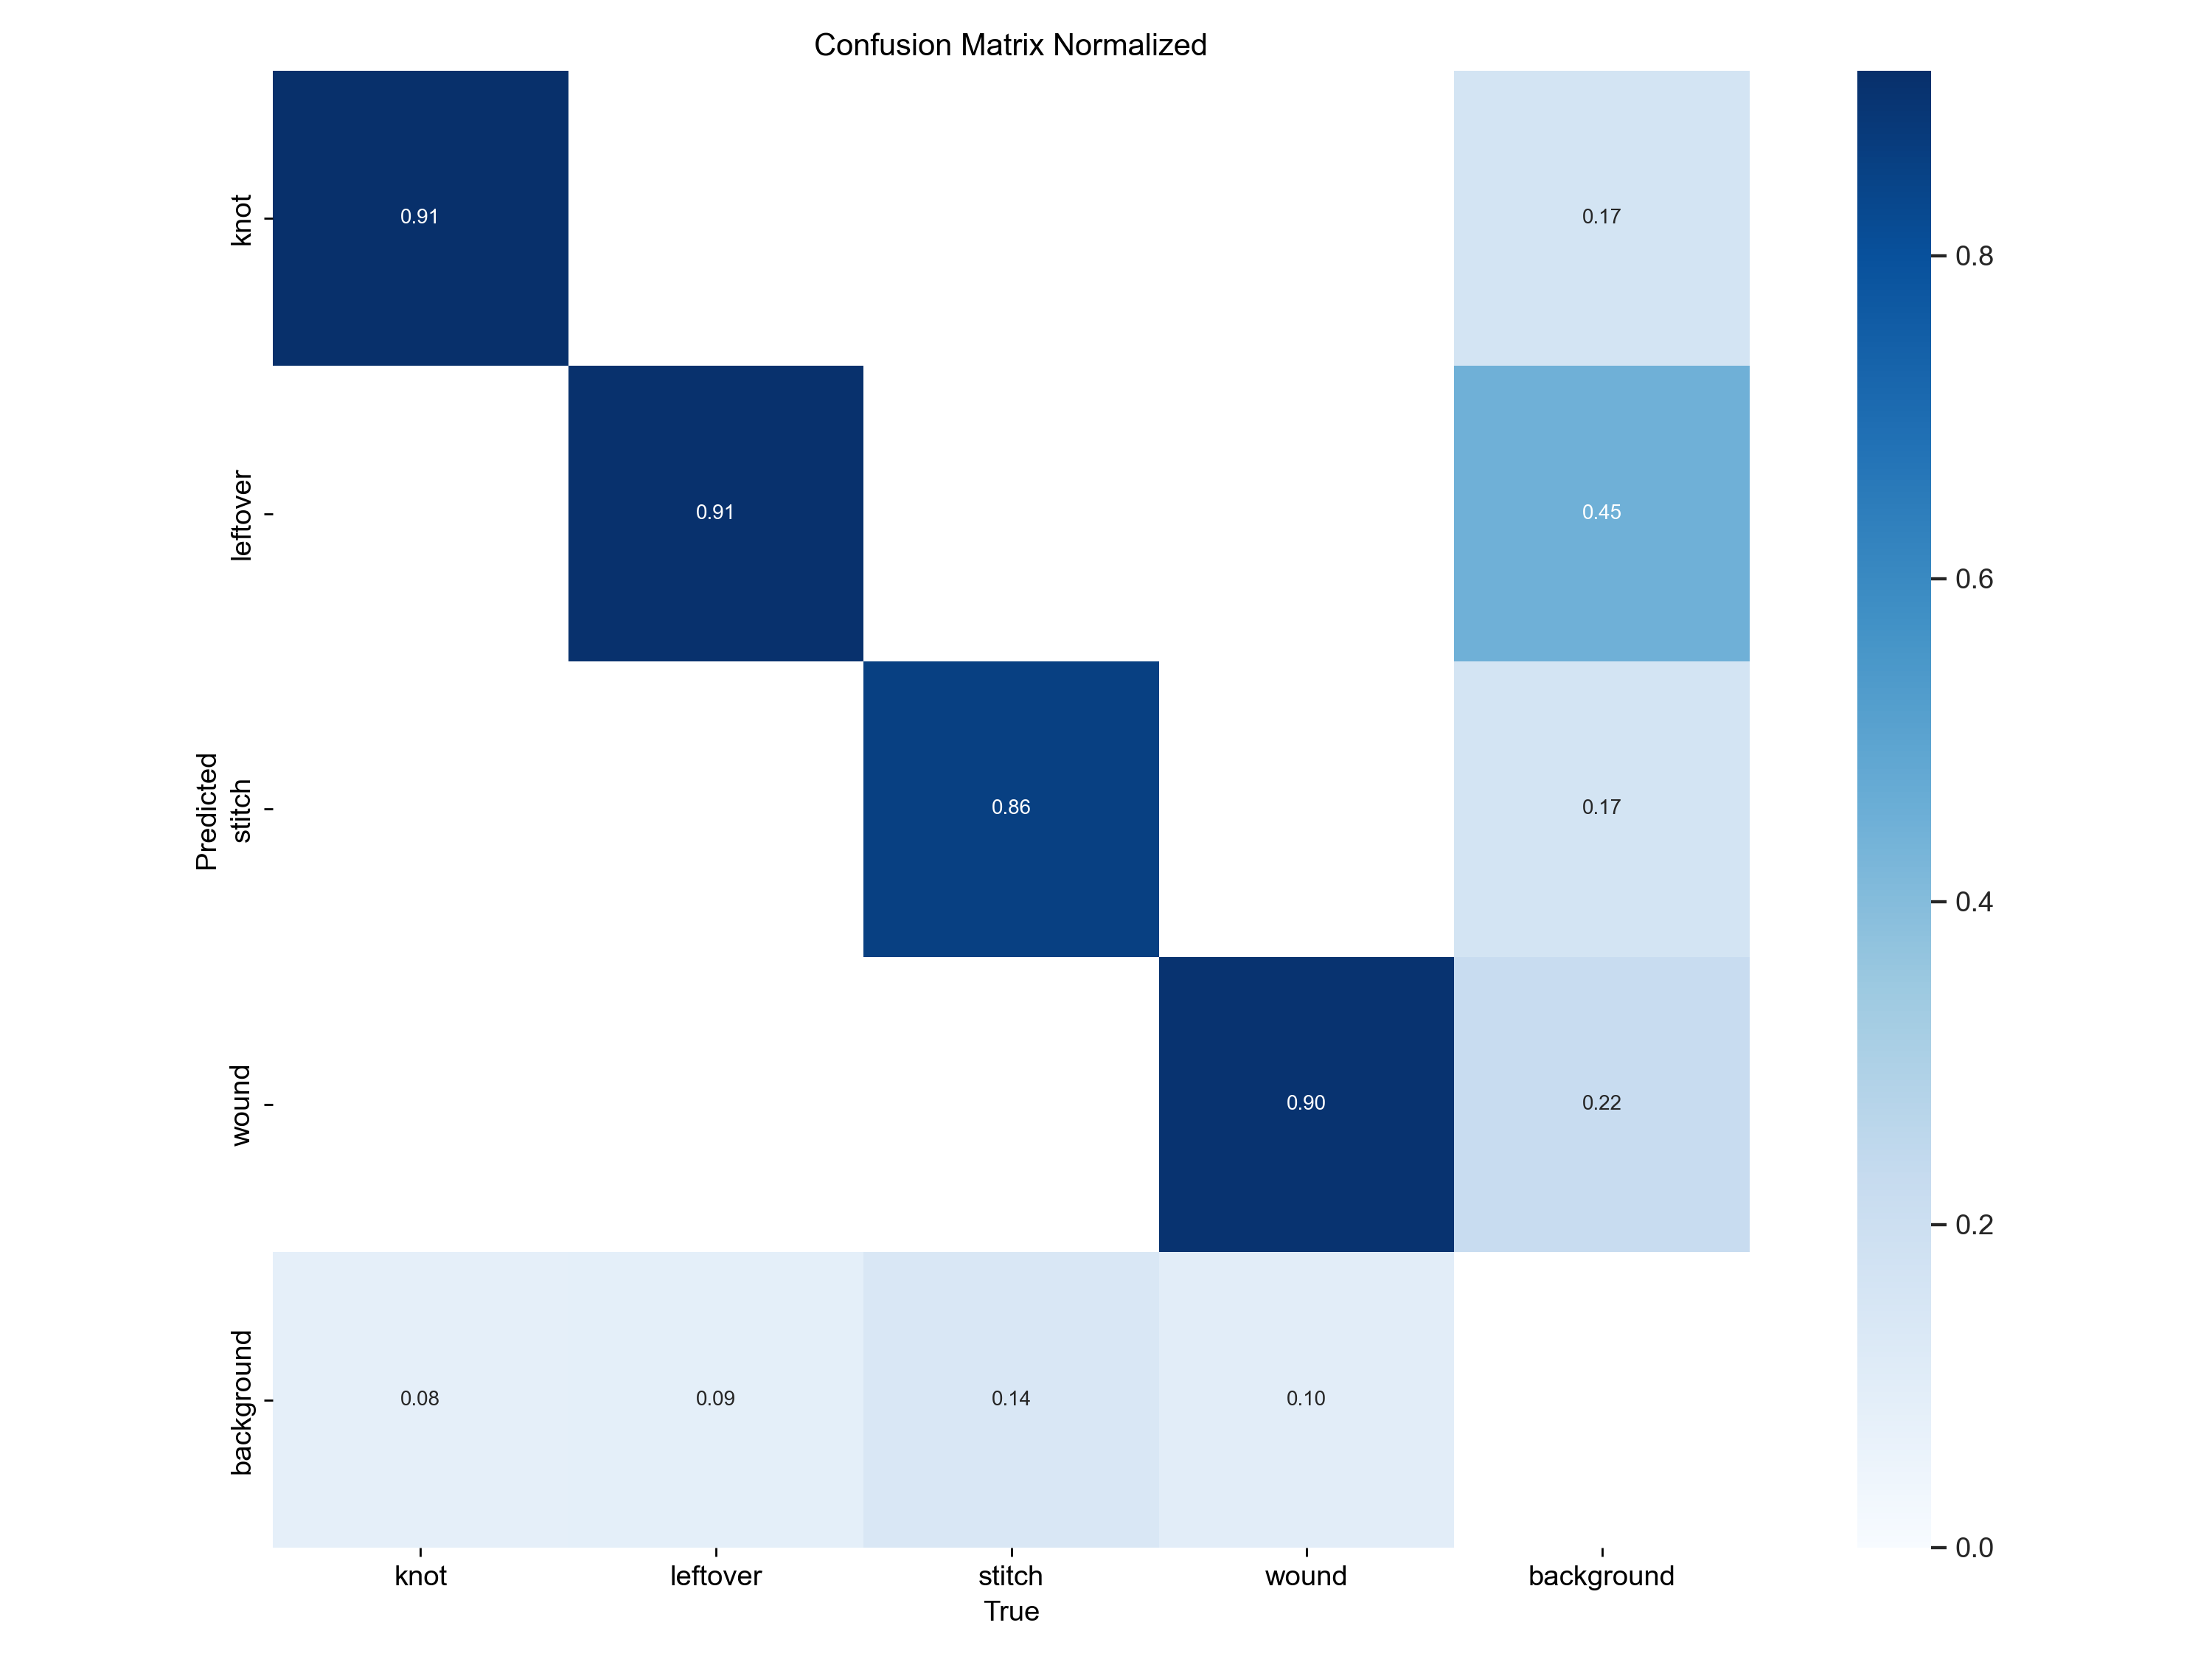 Confusion Matrix Normalized
knot
0.91
0.17
leftover
0.91
0.45
Predicted
stitch
0.86
0.17
wound
0.90
0.22
background
0.08
0.09
0.14
0.10
knot
leftover
stitch
wound
background
True
0.8
0.6
0.4
0.2
0.0